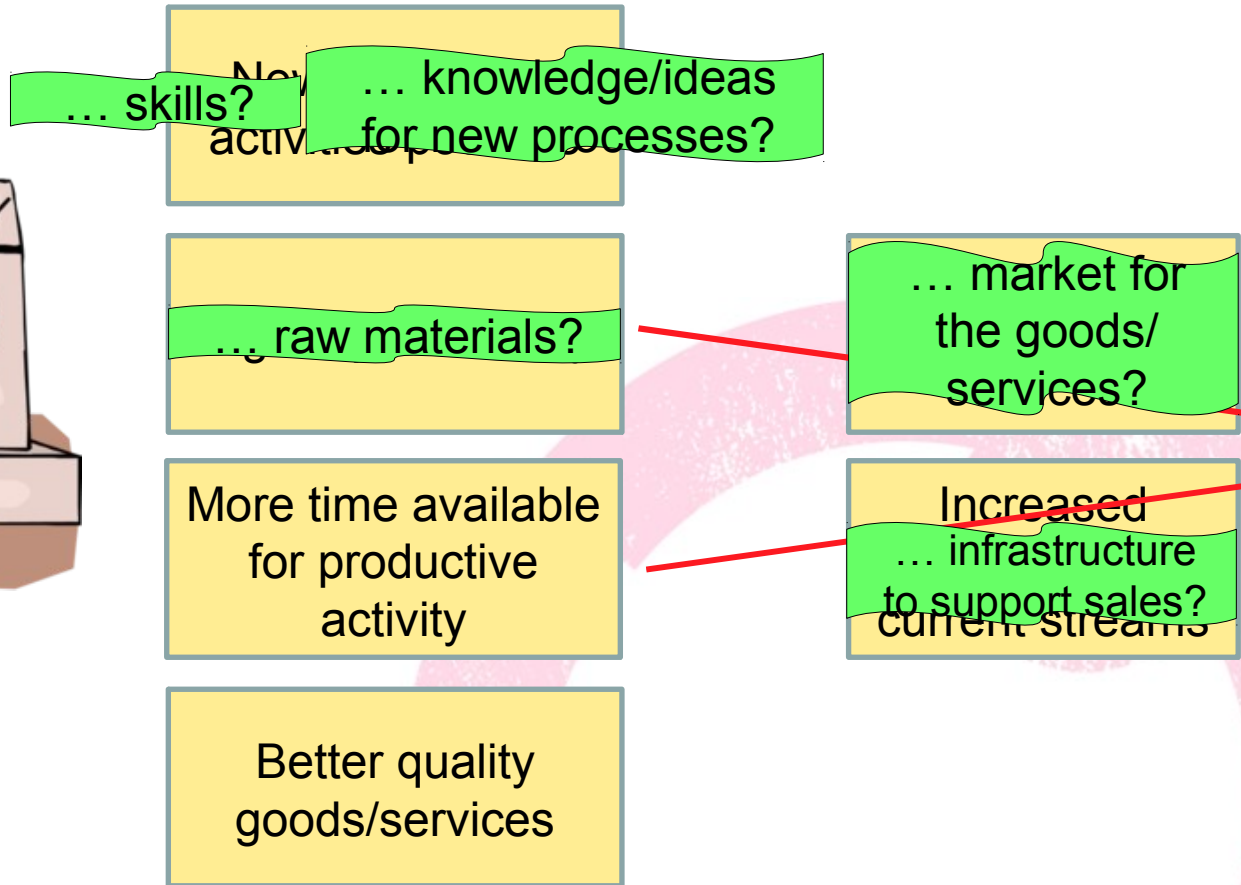 … skills?
… knowledge/ideas
for new processes?
… raw materials?
… market for
the goods/
services?
More time available
for productive
activity
Increased
… infrastructure
to support sales?
current streams
Better quality
goods/services